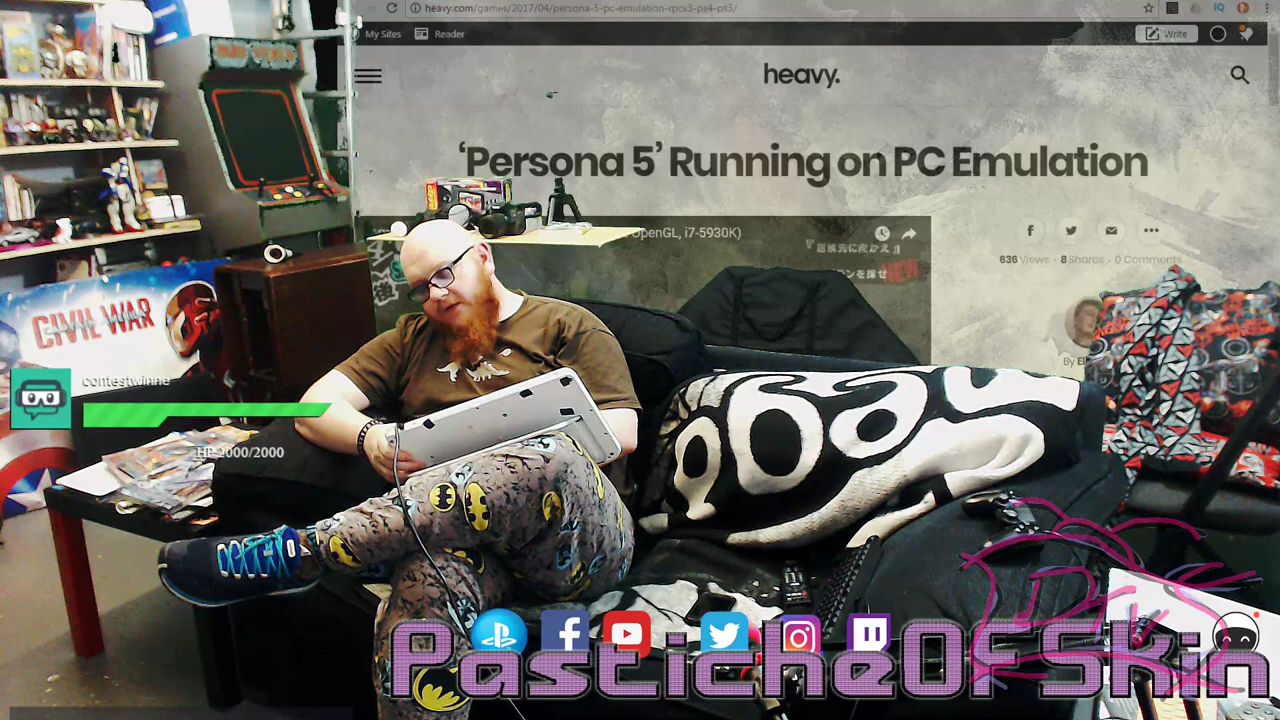 heavy.com/games/2017/04/persona-5-pc-emulation-rpcs3-ps4-ps3/
My Sites
Reader
Write
heavy.
'Persona 5' Running on PC Emulation
OpenGL, i7-5930K)
636 Views • 8 Shares • 0 Comments
By
CIVIL WAR
contestwinne
HP 2000/2000
PasticheOfSkin